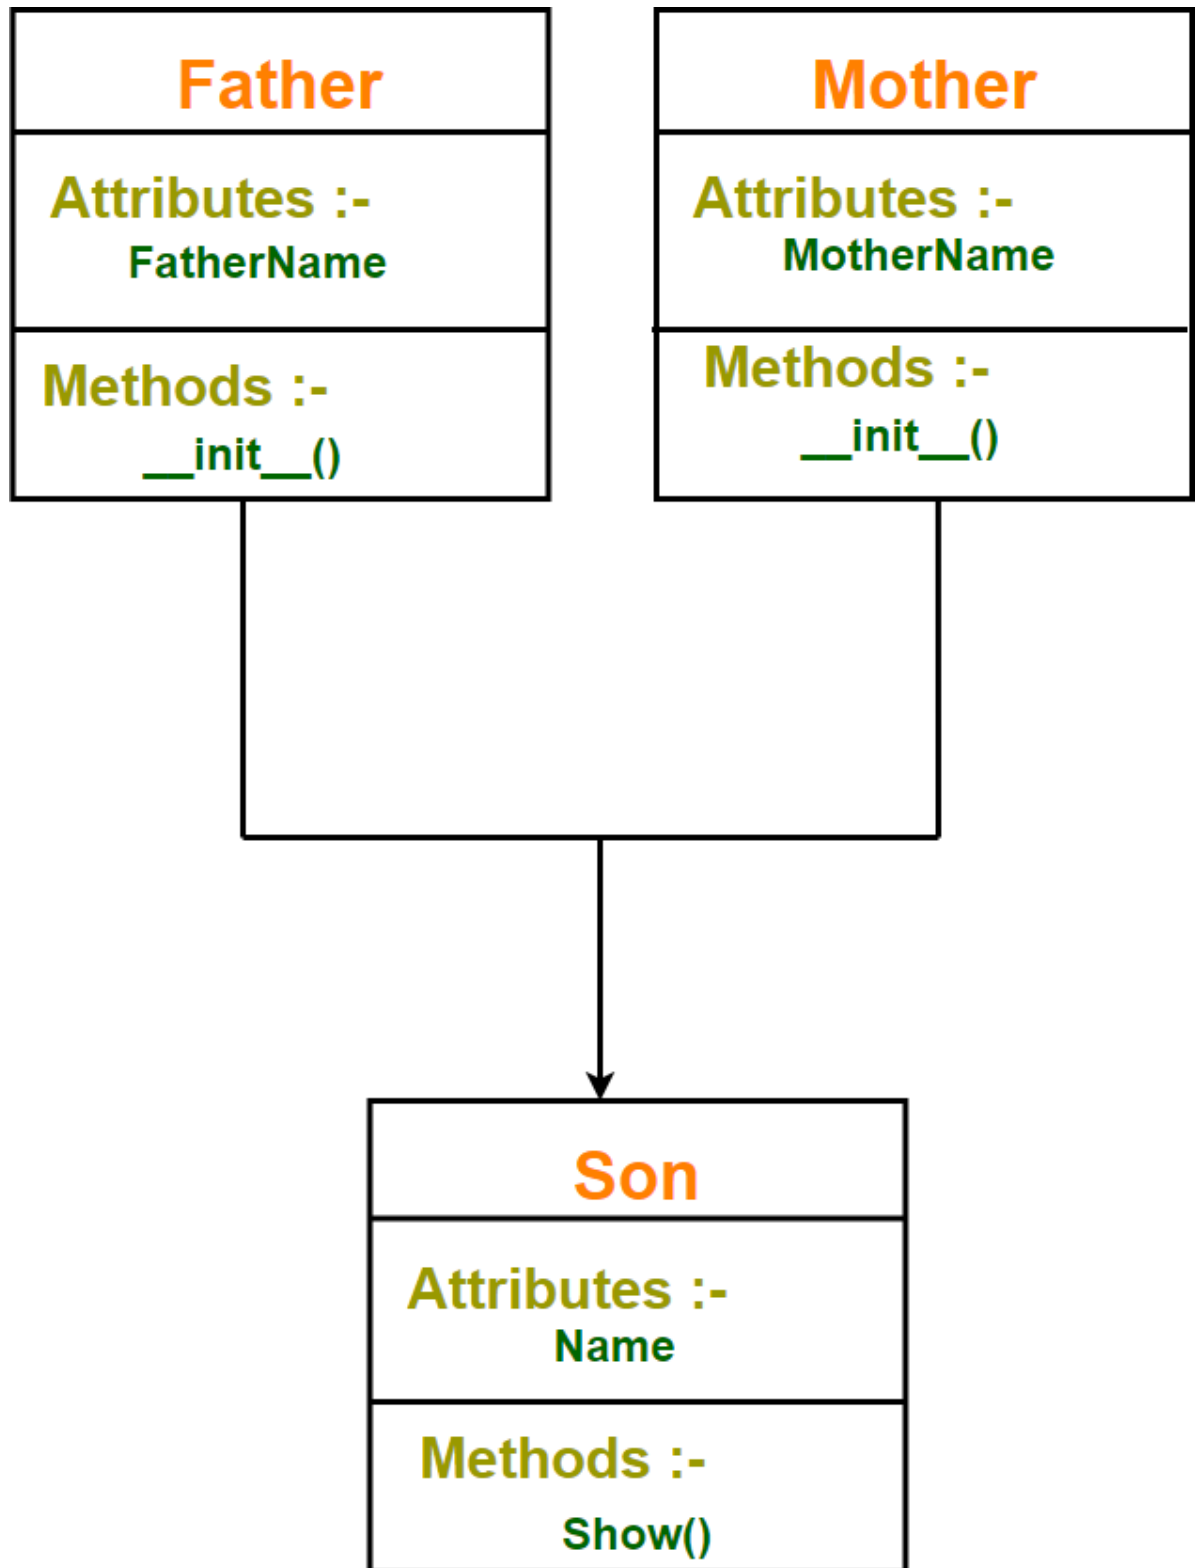 Father
Attributes :-
FatherName
Methods :-
__init__()
Mother
Attributes :-
MotherName
Methods :-
__init__()
Son
Attributes :-
Name
Methods :-
Show()